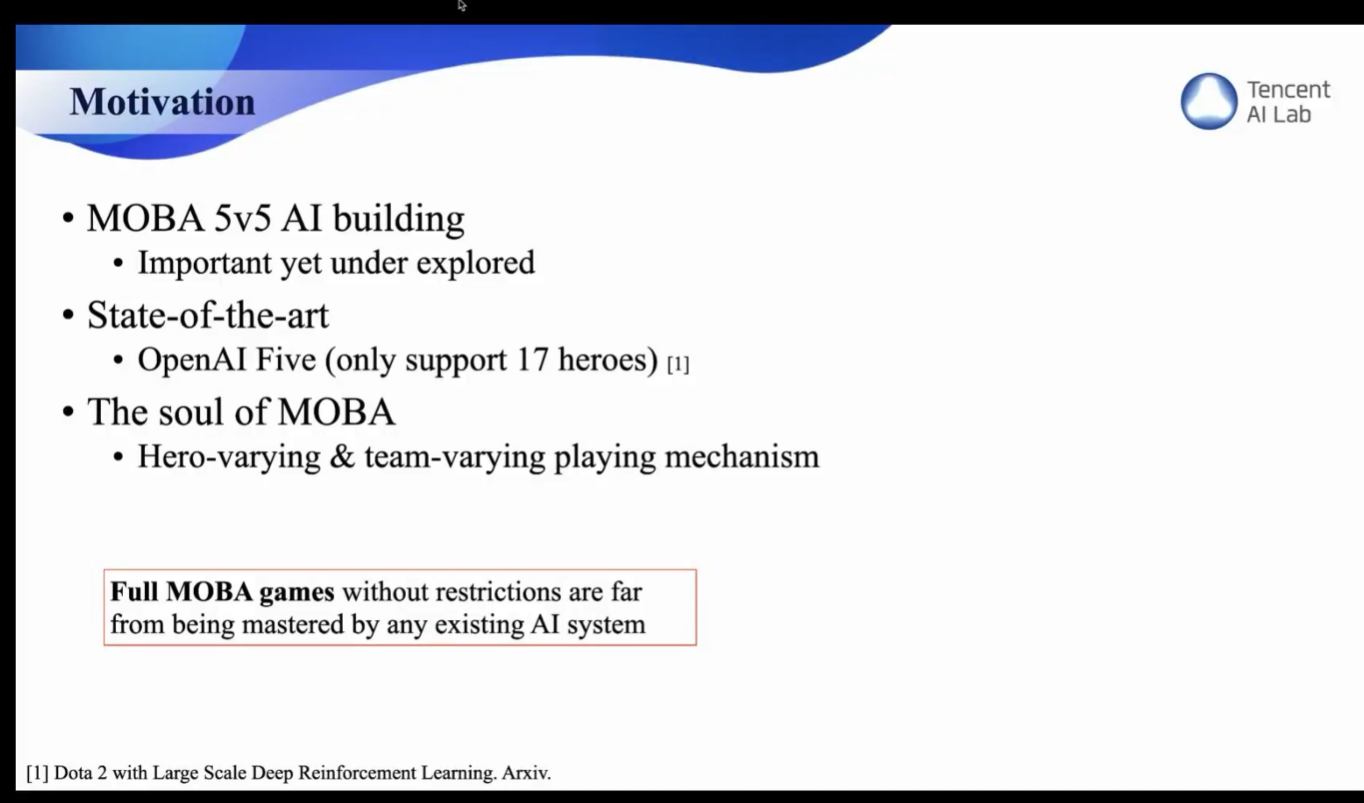 Motivation
Tencent
AI Lab
• MOBA 5v5 AI building
• Important yet under explored
• State-of-the-art
• OpenAI Five (only support 17 heroes) [1]
• The soul of MOBA
• Hero-varying & team-varying playing mechanism
Full MOBA games without restrictions are far
from being mastered by any existing AI system
[1] Dota 2 with Large Scale Deep Reinforcement Learning. Arxiv.